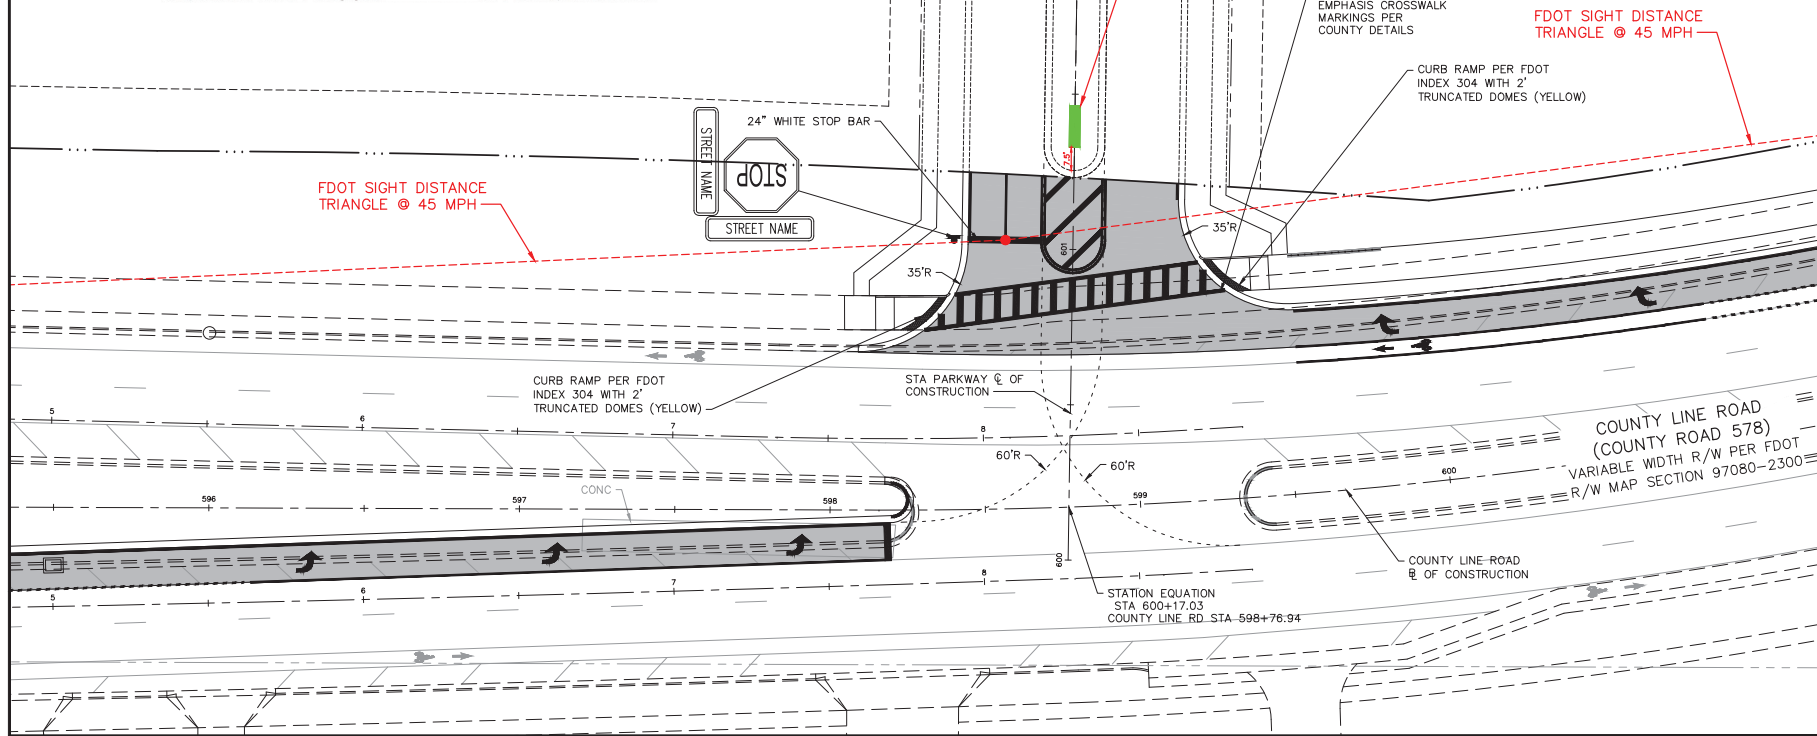 EMPHASIS CROSSWALK
MARKINGS PER
COUNTY DETAILS
FDOT SIGHT DISTANCE
TRIANGLE @ 45 MPH
CURB RAMP PER FDOT
INDEX 304 WITH 2'
TRUNCATED DOMES (YELLOW)
24" WHITE STOP BAR
STREET NAME
STOP
STREET NAME
7.5'
FDOT SIGHT DISTANCE
TRIANGLE @ 45 MPH
35'R
35'R
601
CURB RAMP PER FDOT
INDEX 304 WITH 2'
TRUNCATED DOMES (YELLOW)
STA PARKWAY ℄ OF
CONSTRUCTION
5
6
7
8
60'R
60'R
COUNTY LINE ROAD
(COUNTY ROAD 578)
VARIABLE WIDTH R/W PER FDOT
R/W MAP SECTION 97080-2300
600
CONC
596
597
598
599
600
COUNTY LINE ROAD
℄ OF CONSTRUCTION
5
6
7
8
STATION EQUATION
STA 600+17.03
COUNTY LINE RD STA 598+76.94